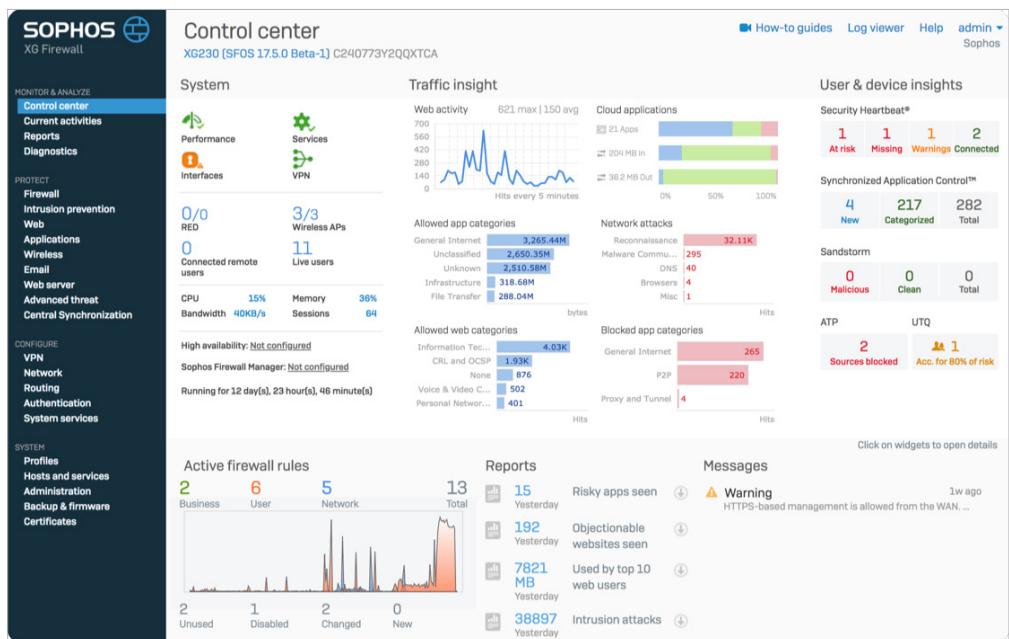 SOPHOS
XG Firewall
MONITOR & ANALYZE
Control center
Current activities
Reports
Diagnostics
PROTECT
Firewall
Intrusion prevention
Web
Applications
Wireless
Email
Web server
Advanced threat
Central Synchronization
CONFIGURE
VPN
Network
Routing
Authentication
System services
SYSTEM
Profiles
Hosts and services
Administration
Backup & firmware
Certificates
Control center
XG230 (SFOS 17.5.0 Beta-1) C240773Y2QQXTCA
How-to guides Log viewer Help admin
Sophos
System
Performance Services
Interfaces VPN
0/0 3/3
RED Wireless APs
0 11
Connected remote users Live users
CPU 15% Memory 36%
Bandwidth 40KB/s Sessions 64
High availability: Not configured
Sophos Firewall Manager: Not configured
Running for 12 day(s), 23 hour(s), 46 minute(s)
Traffic insight
Web activity 621 max | 150 avg
700
560
420
280
140
0
Hits every 5 minutes
Cloud applications
21 Apps
204 MB In
36.2 MB Out
0% 50% 100%
Allowed app categories
General Internet 3,265.44M
Unclassified 2,650.35M
Unknown 2,510.58M
Infrastructure 318.68M
File Transfer 288.04M
bytes
Network attacks
Reconnaissance 32.11K
Malware Commu... 295
DNS 40
Browsers 4
Misc 1
Hits
Allowed web categories
Information Tec... 4.03K
CRL and OCSP 1.93K
None 876
Voice & Video C... 502
Personal Networ... 401
Hits
Blocked app categories
General Internet 265
P2P 220
Proxy and Tunnel 4
Hits
User & device insights
Security Heartbeat®
1 1 1 2
At risk Missing Warnings Connected
Synchronized Application Control™
4 217 282
New Categorized Total
Sandstorm
0 0 0
Malicious Clean Total
ATP UTQ
2 1
Sources blocked Acc. for 80% of risk
Click on widgets to open details
Active firewall rules
2 6 5 13
Business User Network Total
2 1 2 0
Unused Disabled Changed New
Reports
15 Risky apps seen
Yesterday
192 Objectionable websites seen
Yesterday
7821 MB Used by top 10 web users
Yesterday
38897 Intrusion attacks
Yesterday
Messages
Warning 1w ago
HTTPS-based management is allowed from the WAN. ...